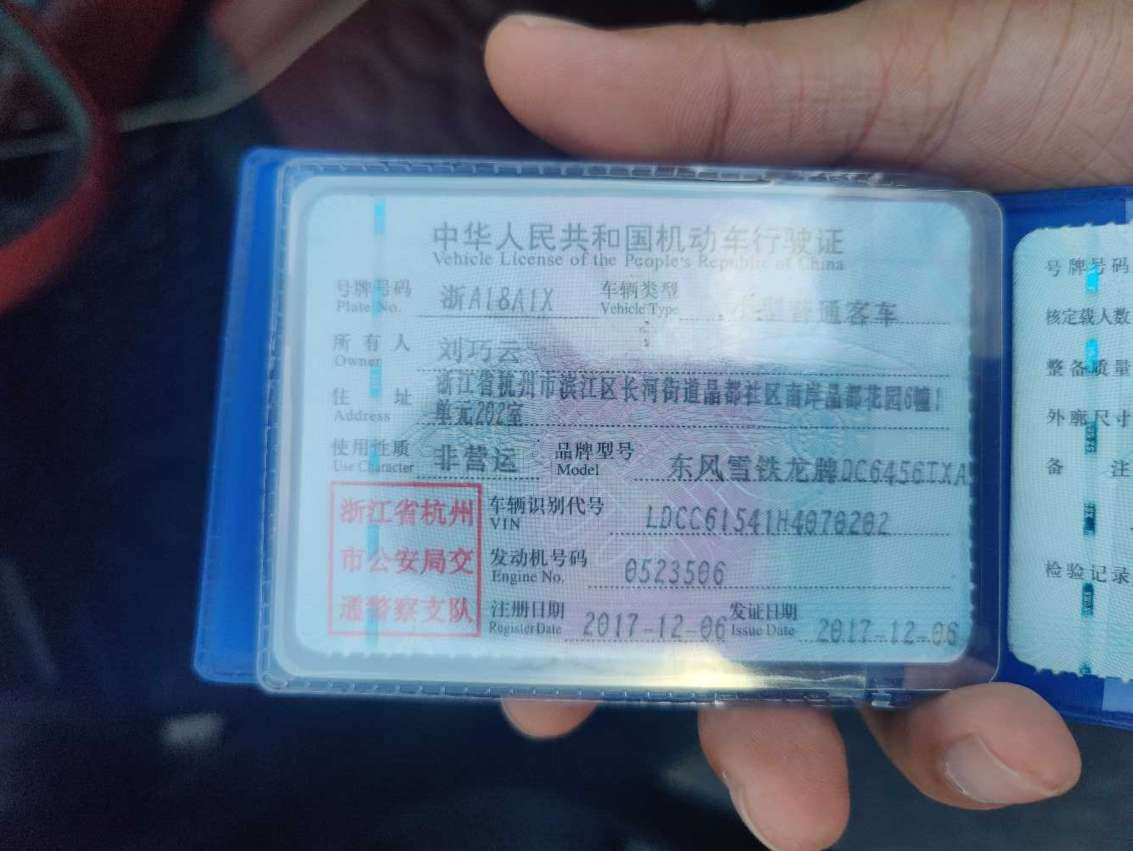 中华人民共和国机动车行驶证
Vehicle License of the People's Republic of China
号牌号码 浙A18A1X 车辆类型 小型普通客车
Plate No. Vehicle Type
所有人 刘巧云
Owner
住址 浙江省杭州市滨江区长河街道晶都社区南岸晶都花园6幢1
Address 单元202室
使用性质 非营运 品牌型号 东风雪铁龙牌DC6456TXA
Use Character Model
浙江省杭州
市公安局交
通警察支队
车辆识别代号 LDCC61541H4070202
VIN
发动机号码 0523506
Engine No.
注册日期 2017-12-06 发证日期 2017-12-06
Register Date Issue Date
号牌号码
核定载人数
整备质量
外廓尺寸
备注
检验记录